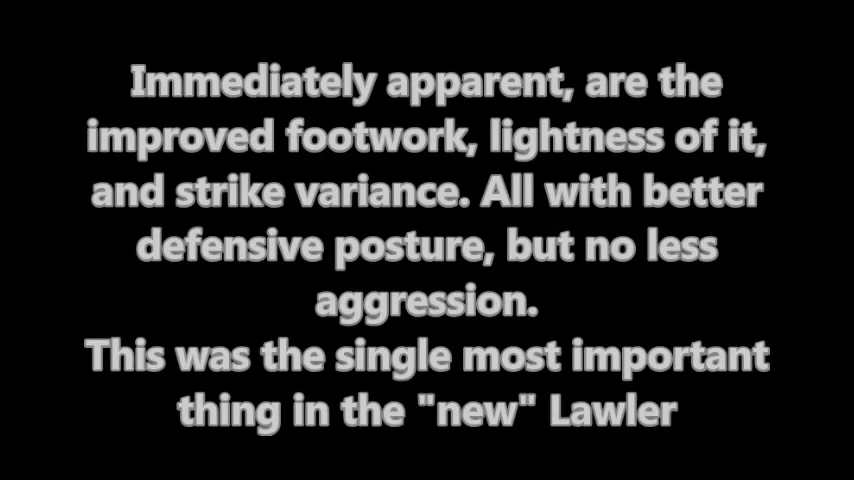 Immediately apparent, are the
improved footwork, lightness of it,
and strike variance. All with better
defensive posture, but no less
aggression.
This was the single most important
thing in the "new" Lawler